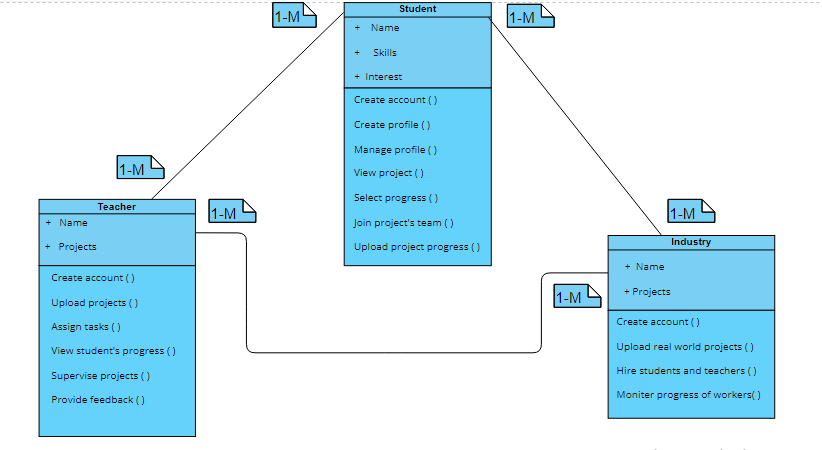 1-M
Student
1-M
+ Name
+ Skills
+ Interest
Create account ( )
Create profile ( )
Manage profile ( )
View project ( )
Select progress ( )
Join project's team ( )
Upload project progress ( )
1-M
Teacher
1-M
+ Name
+ Projects
Create account ( )
Upload projects ( )
Assign tasks ( )
View student's progress ( )
Supervise projects ( )
Provide feedback ( )
1-M
Industry
1-M
+ Name
+ Projects
Create account ( )
Upload real world projects ( )
Hire students and teachers ( )
Moniter progress of workers( )